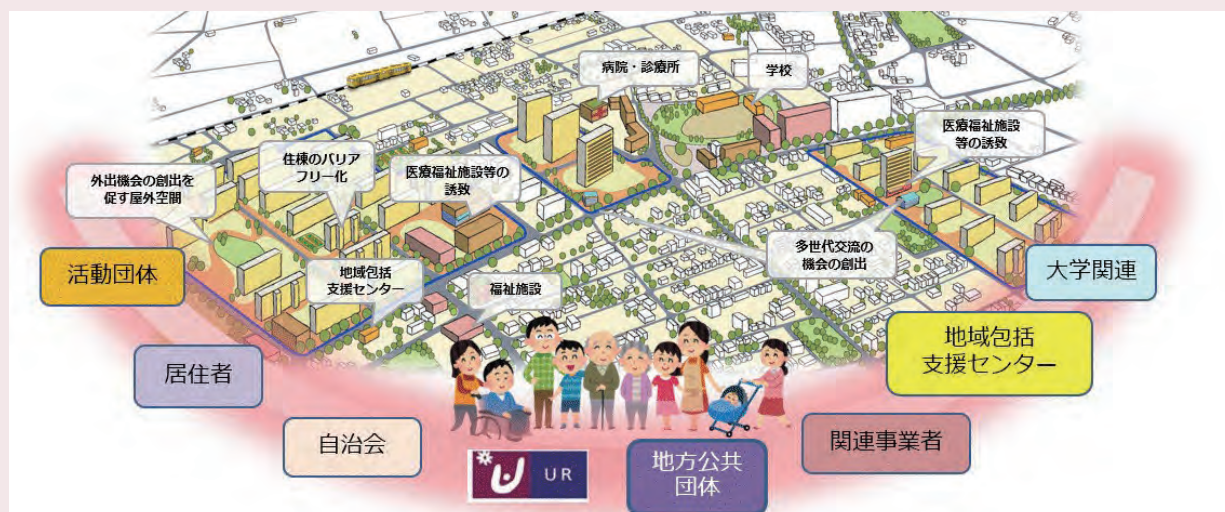 病院・診療所
学校
医療福祉施設
等の誘致
住棟のバリア
フリー化
医療福祉施設等の
誘致
外出機会の創出を
促す屋外空間
多世代交流の
機会の創出
地域包括
支援センター
福祉施設
活動団体
大学関連
居住者
地域包括
支援センター
自治会
関連事業者
UR
地方公共
団体